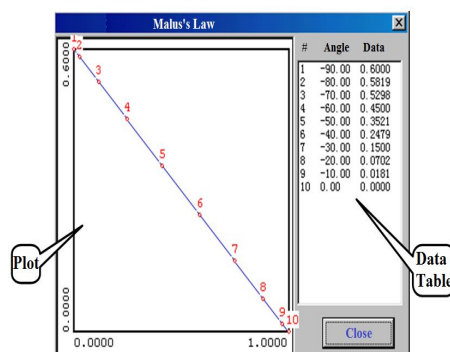 Malus's Law
# Angle Data
1 -90.00 0.6000
2 -80.00 0.5819
3 -70.00 0.5298
4 -60.00 0.4500
5 -50.00 0.3521
6 -40.00 0.2479
7 -30.00 0.1500
8 -20.00 0.0702
9 -10.00 0.0181
10 0.00 0.0000
0.6000
0.0000
1
2
3
4
5
6
7
8
9
10
0.0000 1.0000
Plot
Data
Table
Close